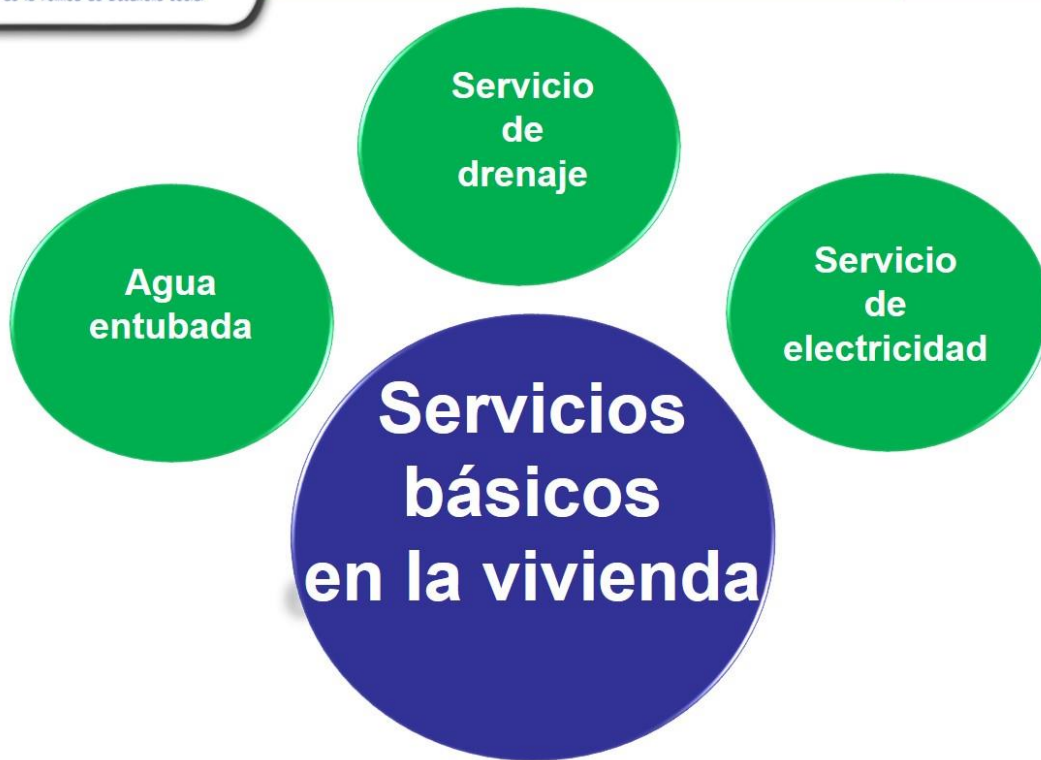 Servicio
de
drenaje
Agua
entubada
Servicio
de
electricidad
Servicios
básicos
en la vivienda